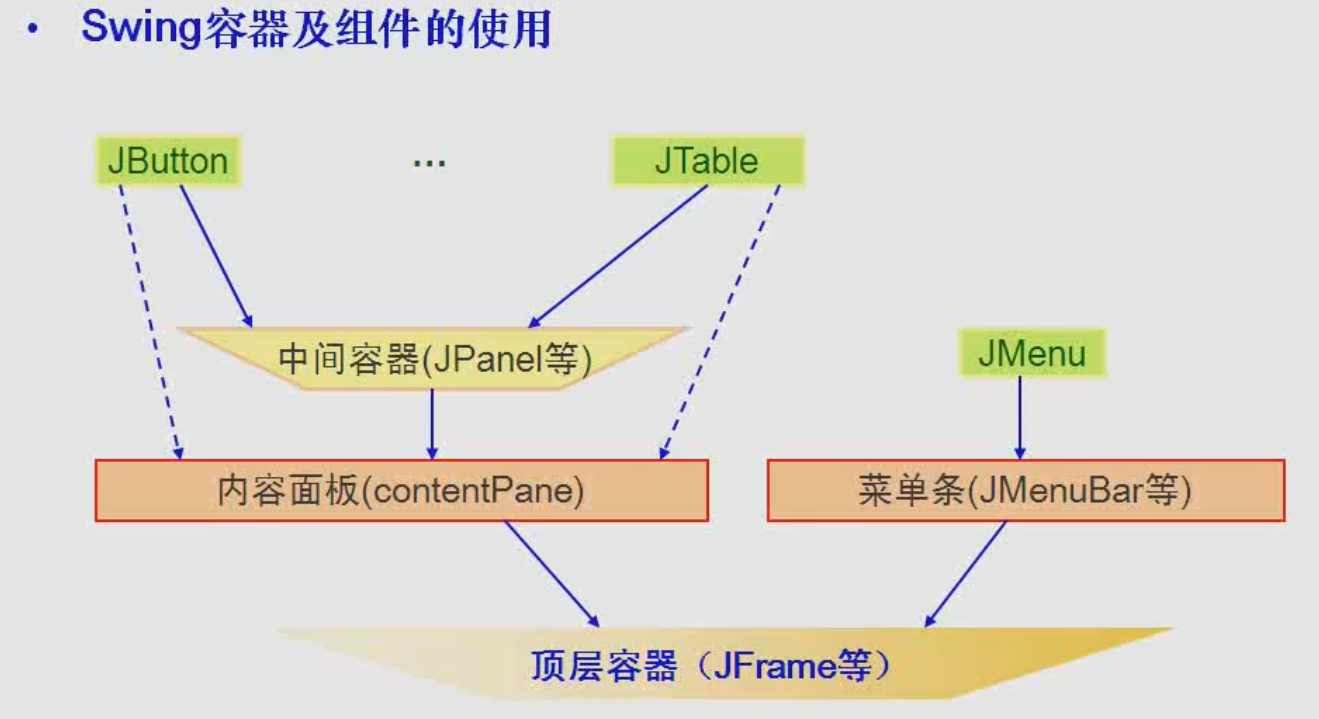 • Swing容器及组件的使用
JButton ... JTable
中间容器(JPanel等)
JMenu
内容面板(contentPane)
菜单条(JMenuBar等)
顶层容器（JFrame等）